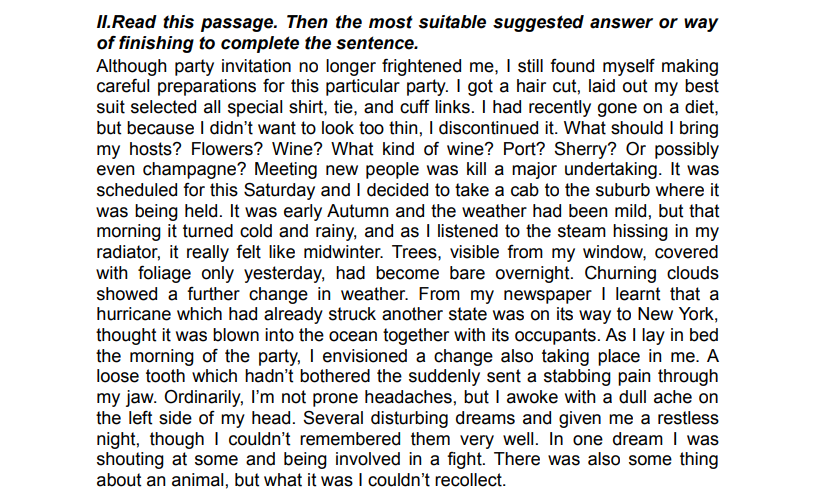 II.Read this passage. Then the most suitable suggested answer or way
of finishing to complete the sentence.
Although party invitation no longer frightened me, I still found myself making
careful preparations for this particular party. I got a hair cut, laid out my best
suit selected all special shirt, tie, and cuff links. I had recently gone on a diet,
but because I didn't want to look too thin, I discontinued it. What should I bring
my hosts? Flowers? Wine? What kind of wine? Port? Sherry? Or possibly
even champagne? Meeting new people was kill a major undertaking. It was
scheduled for this Saturday and I decided to take a cab to the suburb where it
was being held. It was early Autumn and the weather had been mild, but that
morning it turned cold and rainy, and as I listened to the steam hissing in my
radiator, it really felt like midwinter. Trees, visible from my window, covered
with foliage only yesterday, had become bare overnight. Churning clouds
showed a further change in weather. From my newspaper I learnt that a
hurricane which had already struck another state was on its way to New York,
thought it was blown into the ocean together with its occupants. As I lay in bed
the morning of the party, I envisioned a change also taking place in me. A
loose tooth which hadn't bothered the suddenly sent a stabbing pain through
my jaw. Ordinarily, I'm not prone headaches, but I awoke with a dull ache on
the left side of my head. Several disturbing dreams and given me a restless
night, though I couldn't remembered them very well. In one dream I was
shouting at some and being involved in a fight. There was also some thing
about an animal, but what it was I couldn't recollect.